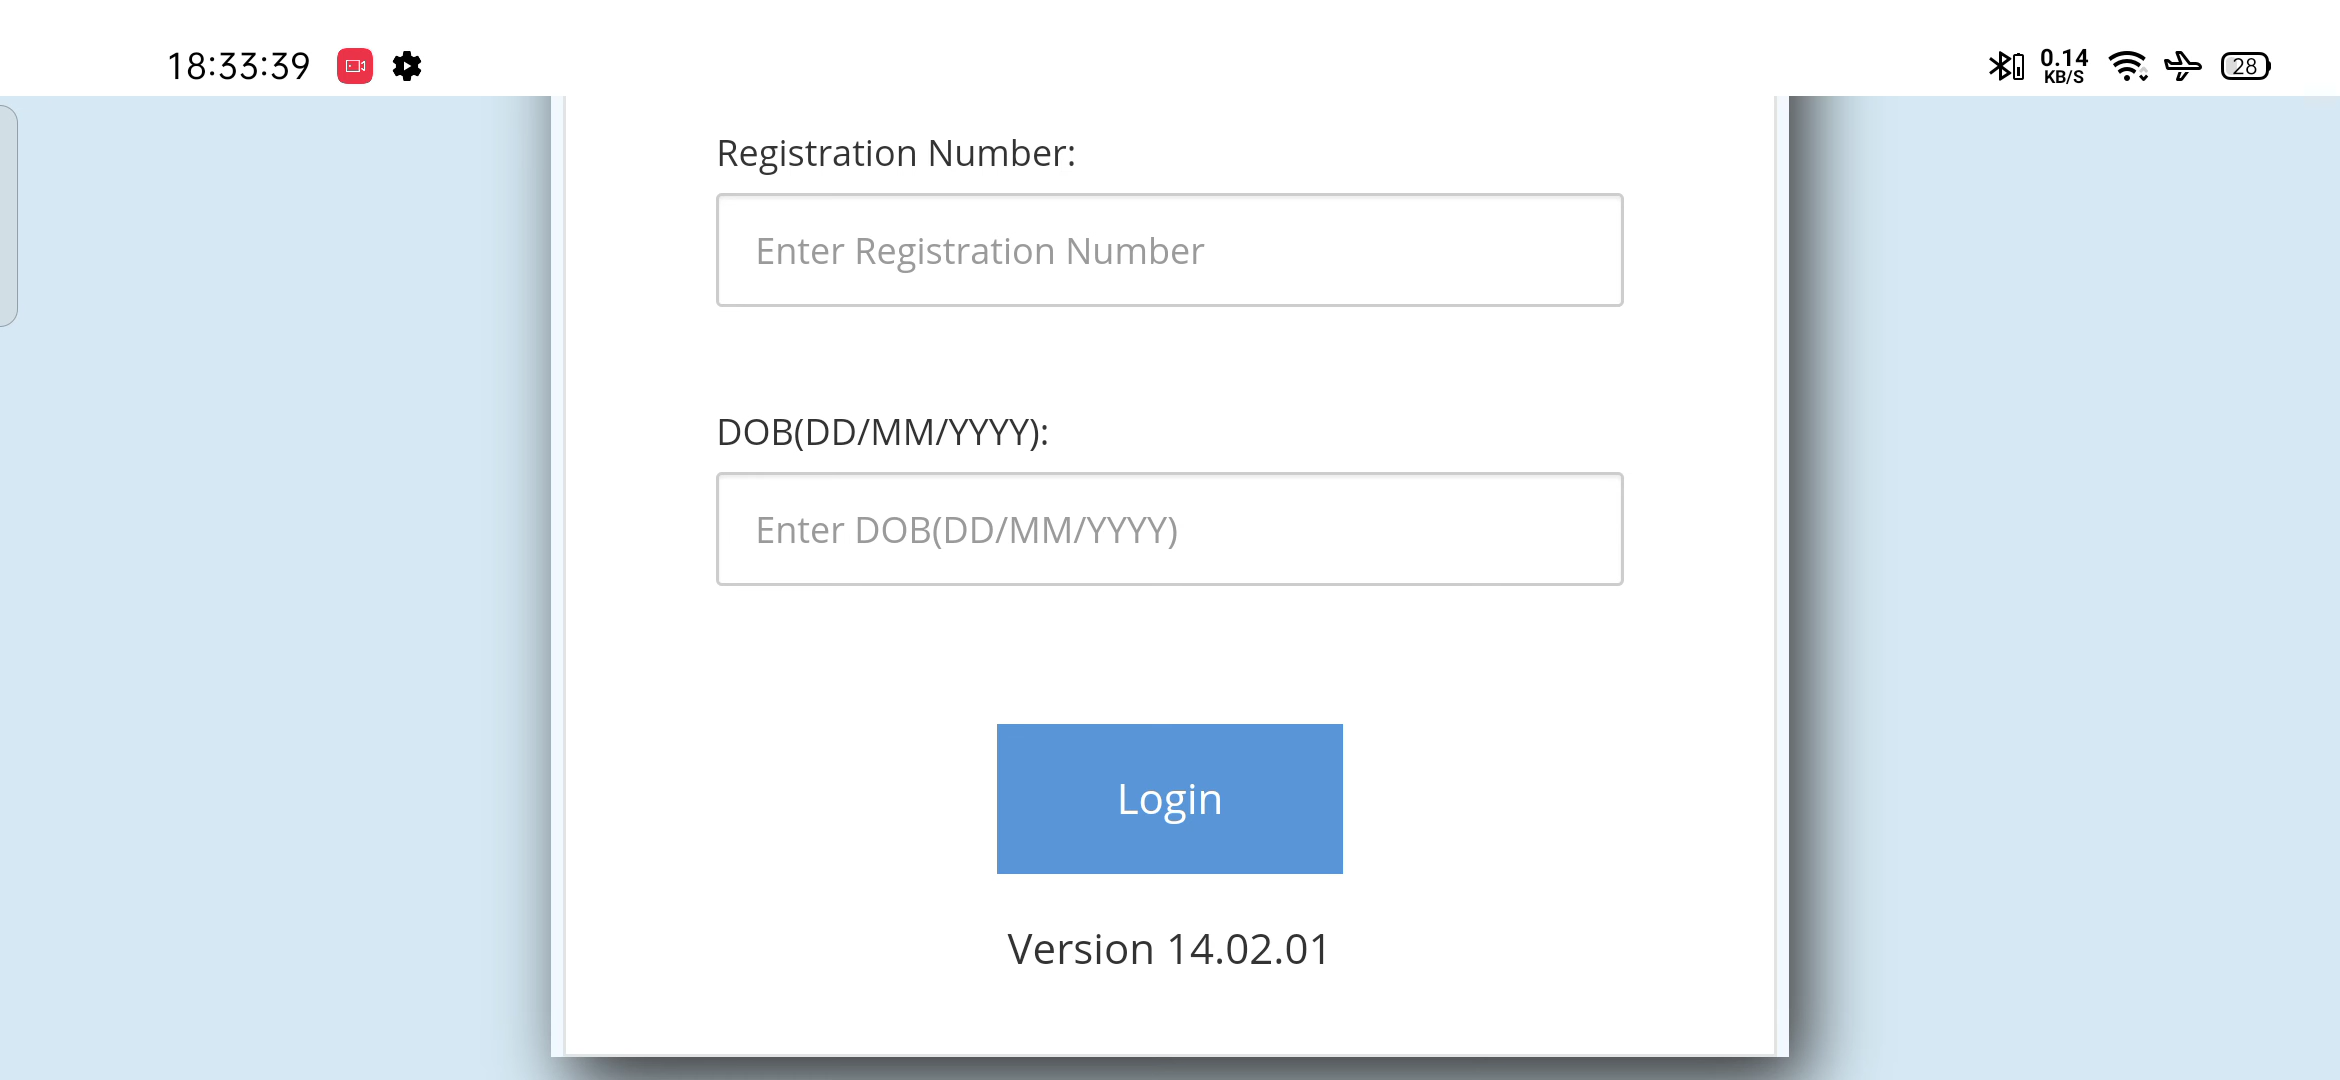 18:33:39
0.14
KB/S
28
Registration Number:
Enter Registration Number
DOB(DD/MM/YYYY):
Enter DOB(DD/MM/YYYY)
Login
Version 14.02.01